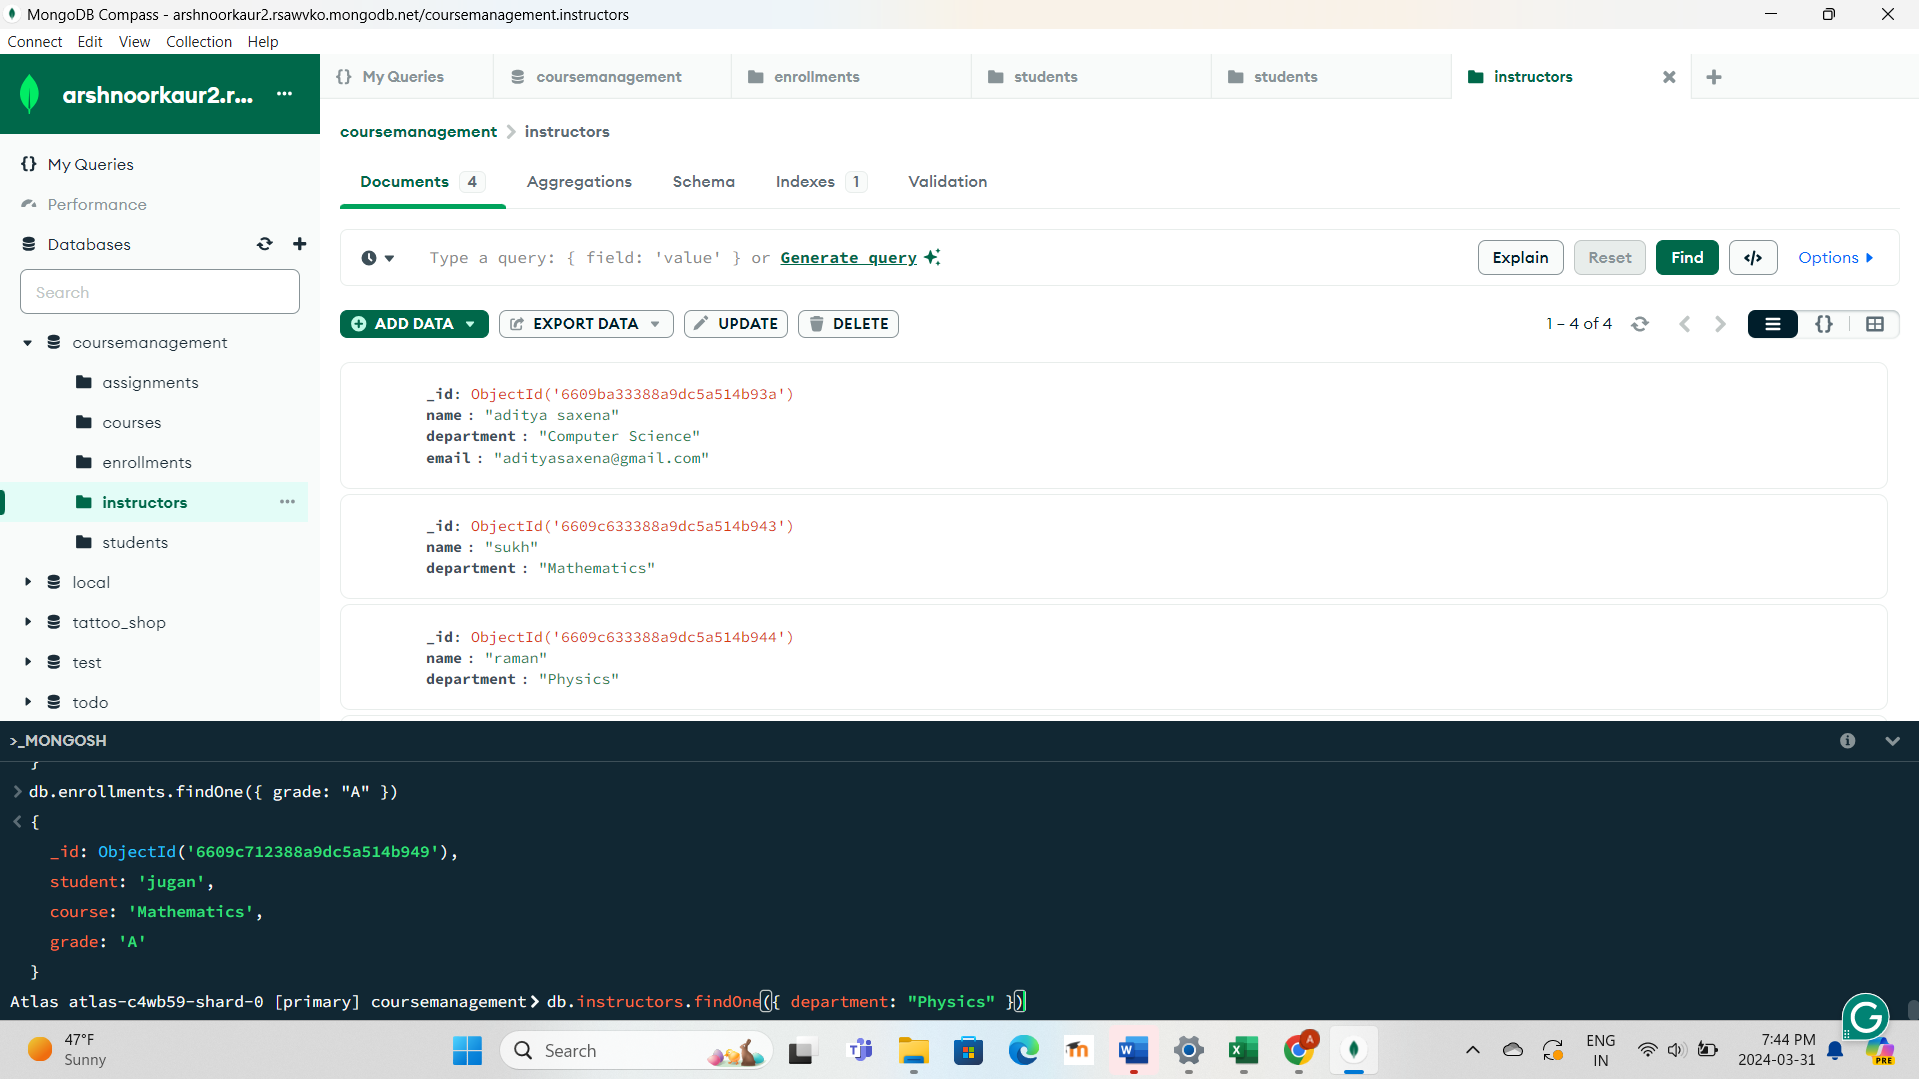 MongoDB Compass - arshnoorkaur2.rsawvko.mongodb.net/coursemanagement.instructors
Connect Edit View Collection Help
arshnoorkaur2.r... ...
My Queries
Performance
Databases
Search
coursemanagement
assignments
courses
enrollments
instructors ...
students
local
tattoo_shop
test
todo
{} My Queries coursemanagement enrollments students students instructors
coursemanagement > instructors
Documents 4 Aggregations Schema Indexes 1 Validation
Type a query: { field: 'value' } or Generate query
Explain Reset Find </> Options
ADD DATA EXPORT DATA UPDATE DELETE
1 – 4 of 4 {}
_id: ObjectId('6609ba33388a9dc5a514b93a')
name : "aditya saxena"
department : "Computer Science"
email : "adityasaxena@gmail.com"
_id: ObjectId('6609c633388a9dc5a514b943')
name : "sukh"
department : "Mathematics"
_id: ObjectId('6609c633388a9dc5a514b944')
name : "raman"
department : "Physics"
>_MONGOSH
}
> db.enrollments.findOne({ grade: "A" })
< {
_id: ObjectId('6609c712388a9dc5a514b949'),
student: 'jugan',
course: 'Mathematics',
grade: 'A'
}
Atlas atlas-c4wb59-shard-0 [primary] coursemanagement> db.instructors.findOne({ department: "Physics" })
47°F
Sunny
Search
ENG
IN
7:44 PM
2024-03-31
PRE